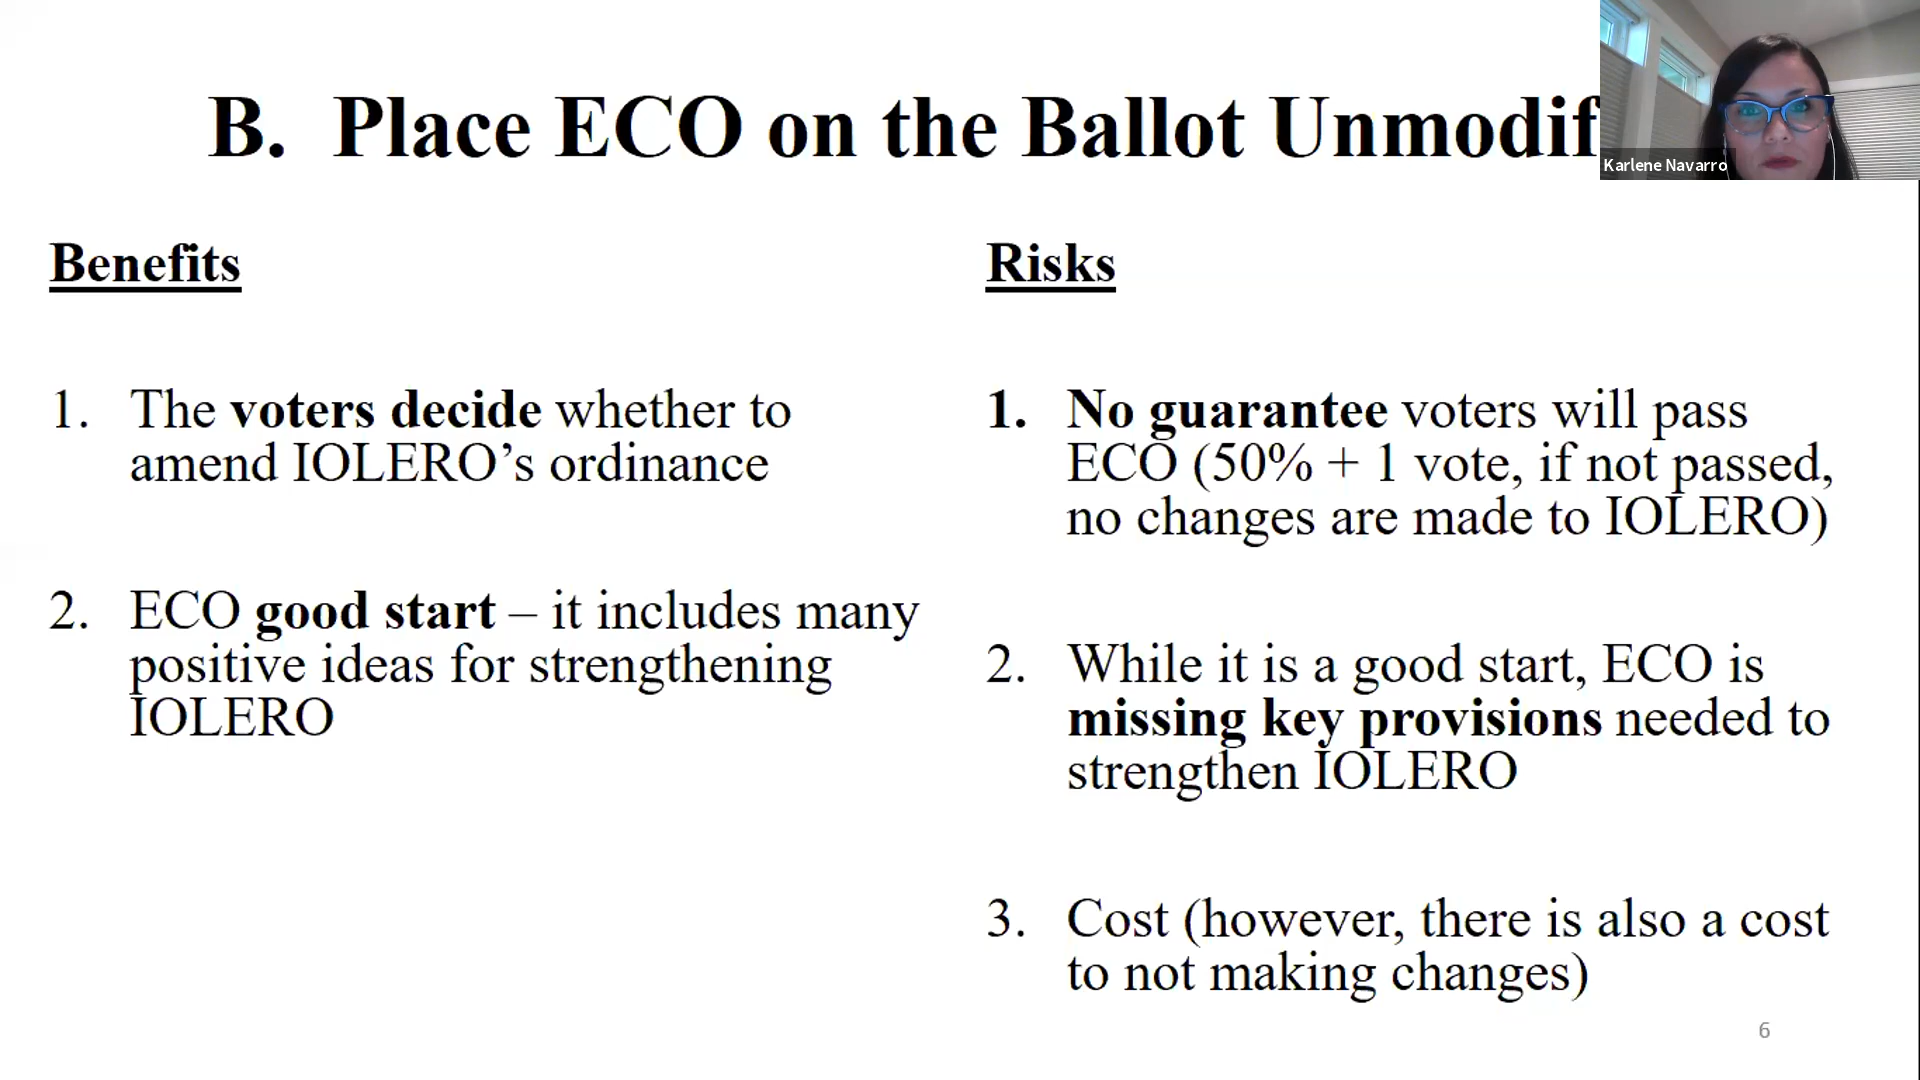 B. Place ECO on the Ballot Unmodif
Karlene Navarro
Benefits
1. The voters decide whether to
amend IOLERO’s ordinance
2. ECO good start – it includes many
positive ideas for strengthening
IOLERO
Risks
1. No guarantee voters will pass
ECO (50% + 1 vote, if not passed,
no changes are made to IOLERO)
2. While it is a good start, ECO is
missing key provisions needed to
strengthen IOLERO
3. Cost (however, there is also a cost
to not making changes)
6